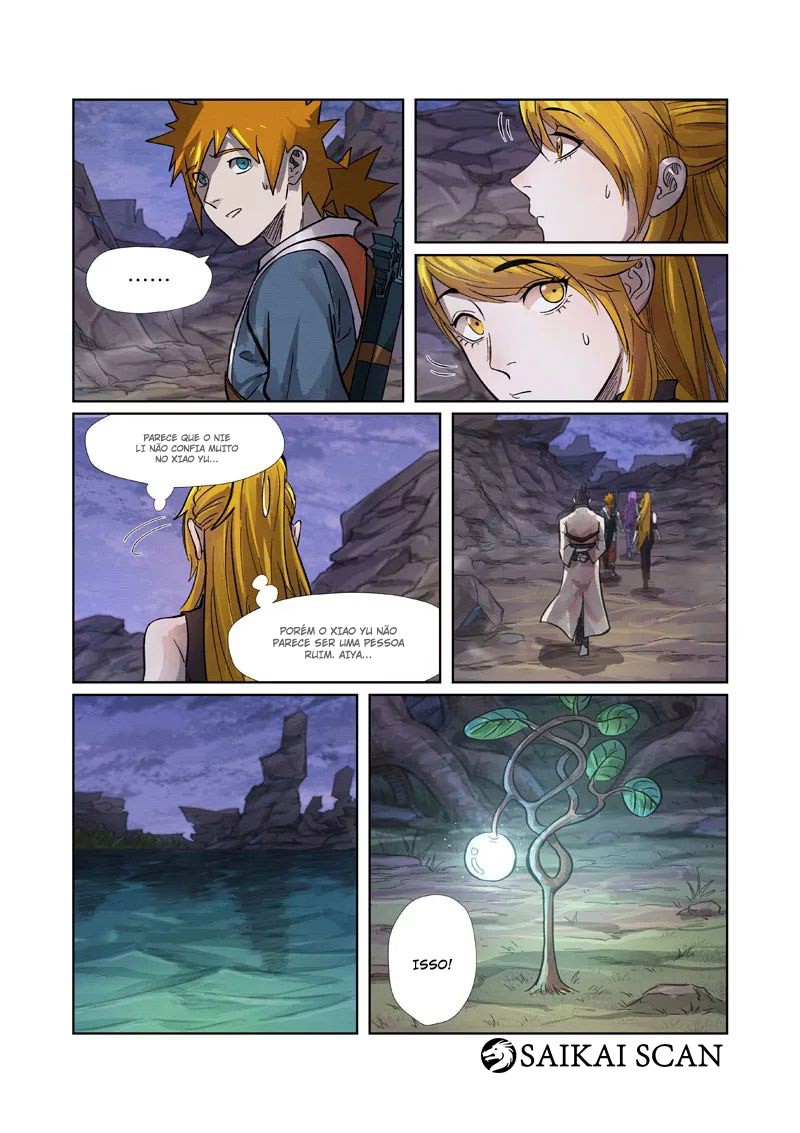 ......
PARECE QUE O NIE
LI NÃO CONFIA MUITO
NO XIAO YU...
PORÉM O XIAO YU NÃO
PARECE SER UMA PESSOA
RUIM. AIYA...
ISSO!
SAIKAI SCAN